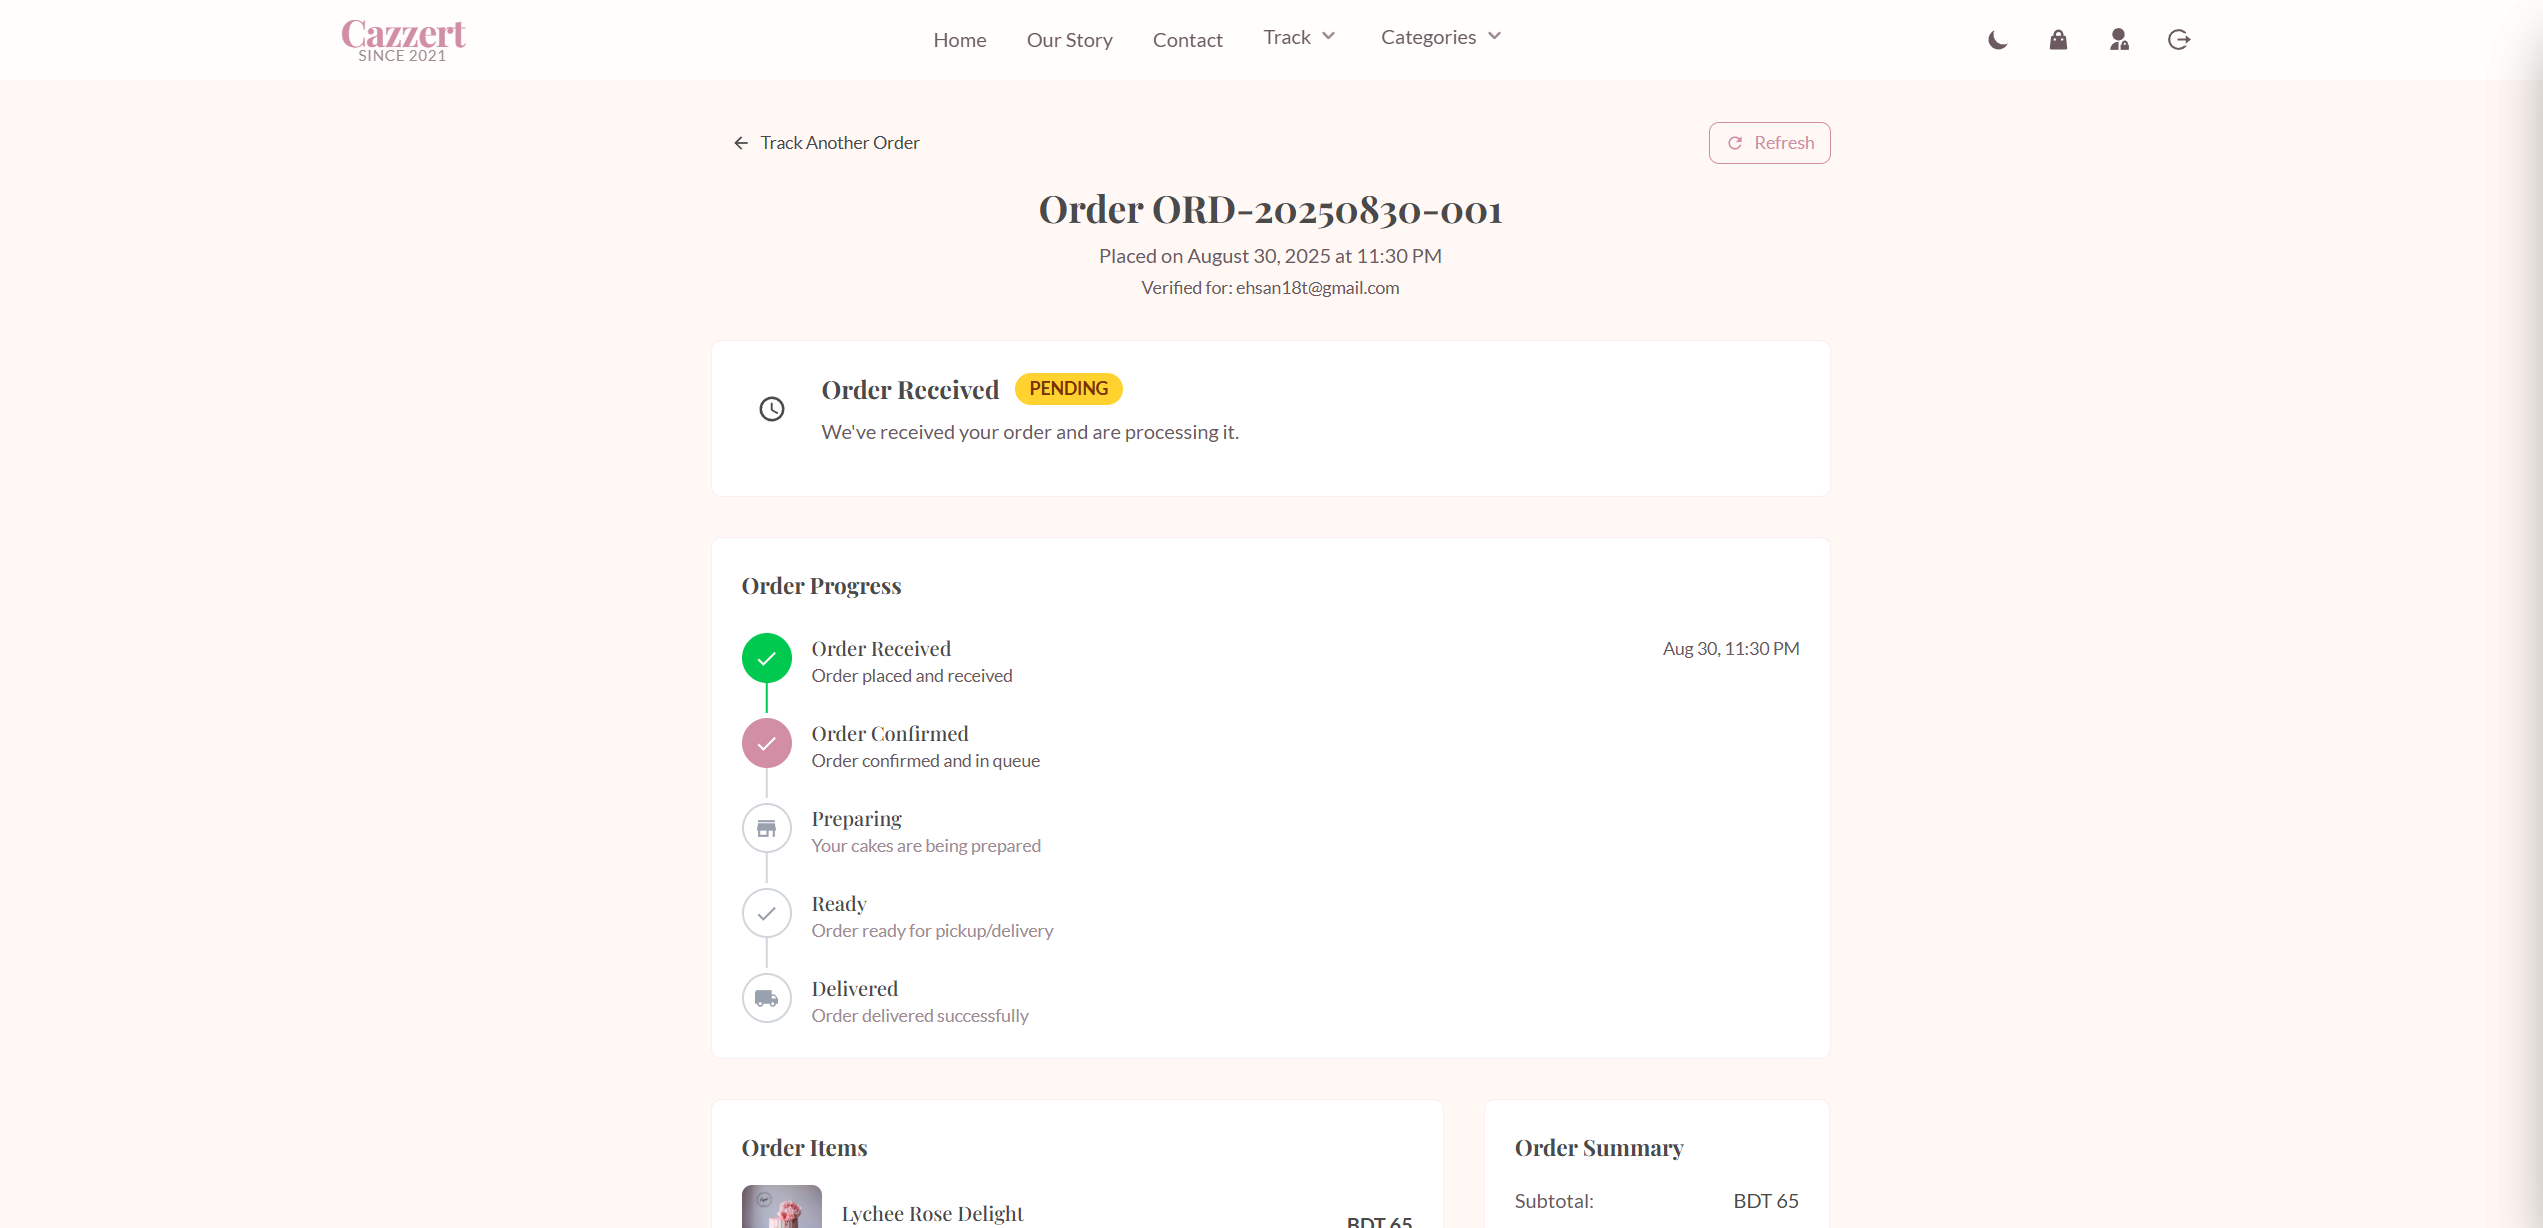 Cazzert
SINCE 2021
Home
Our Story
Contact
Track
Categories
Track Another Order
Refresh
Order ORD-20250830-001
Placed on August 30, 2025 at 11:30 PM
Verified for: ehsan18t@gmail.com
Order Received PENDING
We've received your order and are processing it.
Order Progress
Order Received Aug 30, 11:30 PM
Order placed and received
Order Confirmed
Order confirmed and in queue
Preparing
Your cakes are being prepared
Ready
Order ready for pickup/delivery
Delivered
Order delivered successfully
Order Items
Lychee Rose Delight
BDT 65
Order Summary
Subtotal: BDT 65